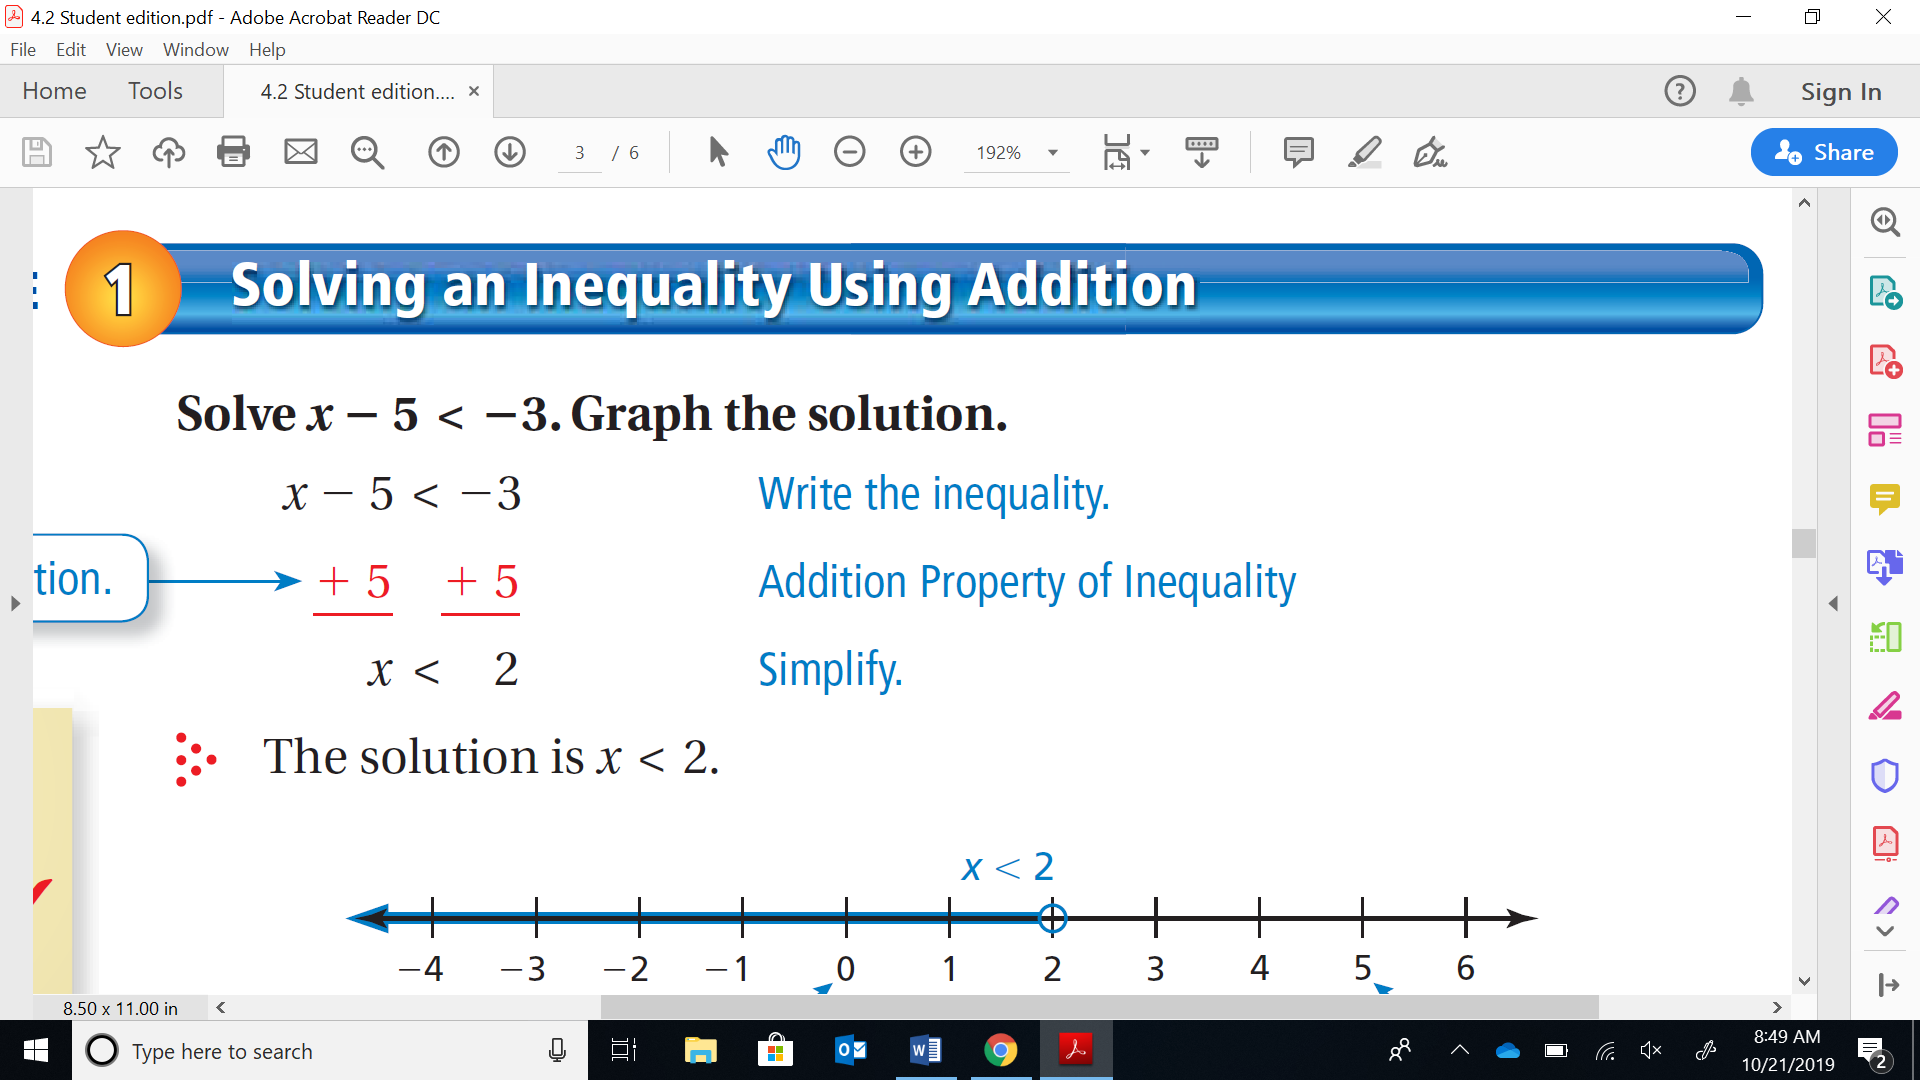 4.2 Student edition.pdf - Adobe Acrobat Reader DC
File Edit View Window Help
Home Tools 4.2 Student edition.... × Sign In
3 / 6 192% Share
1 Solving an Inequality Using Addition
Solve x − 5 < −3. Graph the solution.
x − 5 < −3 Write the inequality.
tion. + 5 + 5 Addition Property of Inequality
x < 2 Simplify.
The solution is x < 2.
x < 2
−4 −3 −2 −1 0 1 2 3 4 5 6
8.50 x 11.00 in
Type here to search
8:49 AM
10/21/2019
2